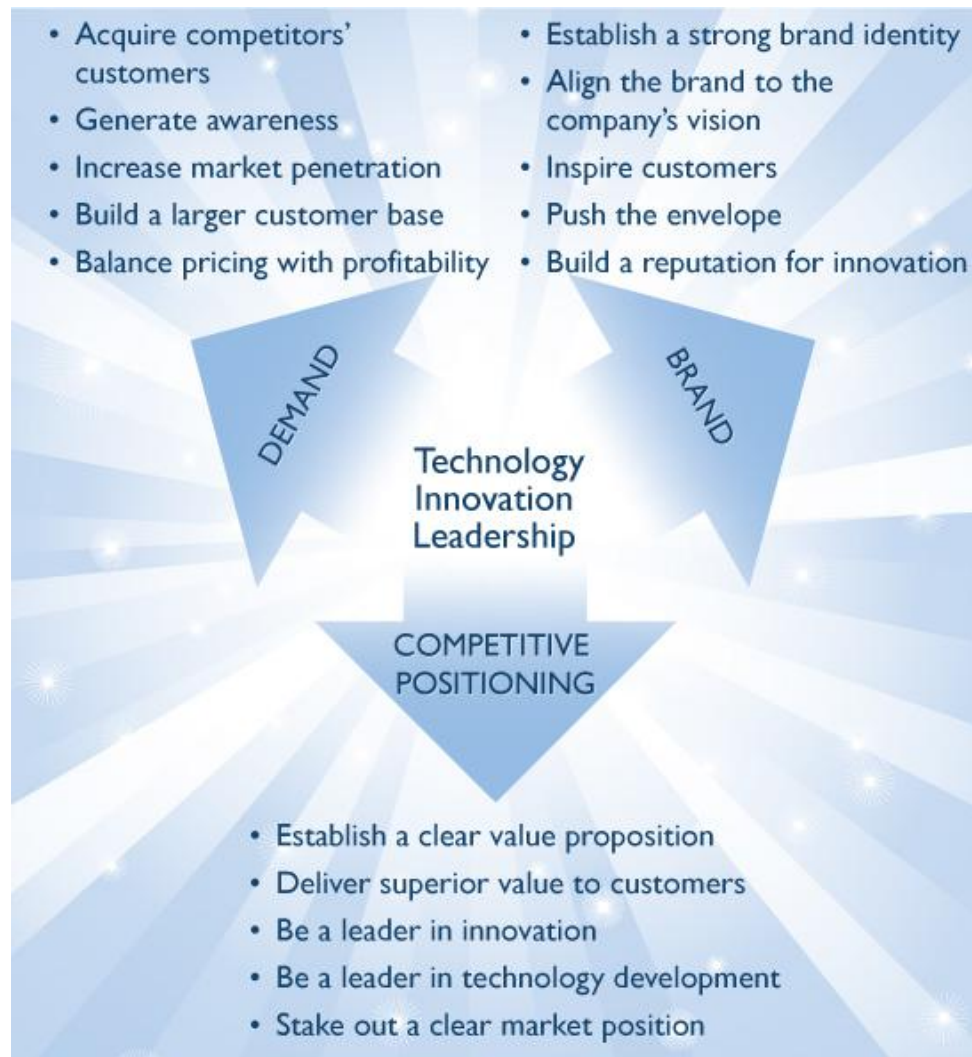 • Acquire competitors'
customers
• Generate awareness
• Increase market penetration
• Build a larger customer base
• Balance pricing with profitability
• Establish a strong brand identity
• Align the brand to the
company's vision
• Inspire customers
• Push the envelope
• Build a reputation for innovation
DEMAND
BRAND
Technology
Innovation
Leadership
COMPETITIVE
POSITIONING
• Establish a clear value proposition
• Deliver superior value to customers
• Be a leader in innovation
• Be a leader in technology development
• Stake out a clear market position